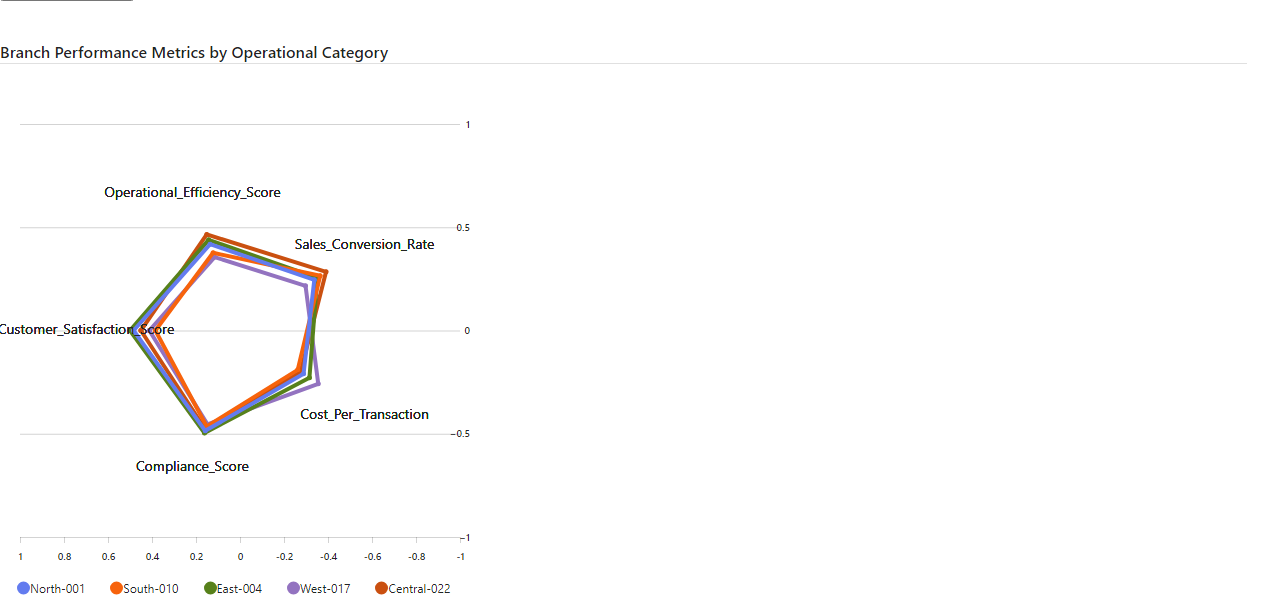 Branch Performance Metrics by Operational Category
1
Operational_Efficiency_Score
0.5
Sales_Conversion_Rate
Customer_Satisfaction_Score
0
Cost_Per_Transaction
-0.5
Compliance_Score
-1
1 0.8 0.6 0.4 0.2 0 -0.2 -0.4 -0.6 -0.8 -1
North-001 South-010 East-004 West-017 Central-022